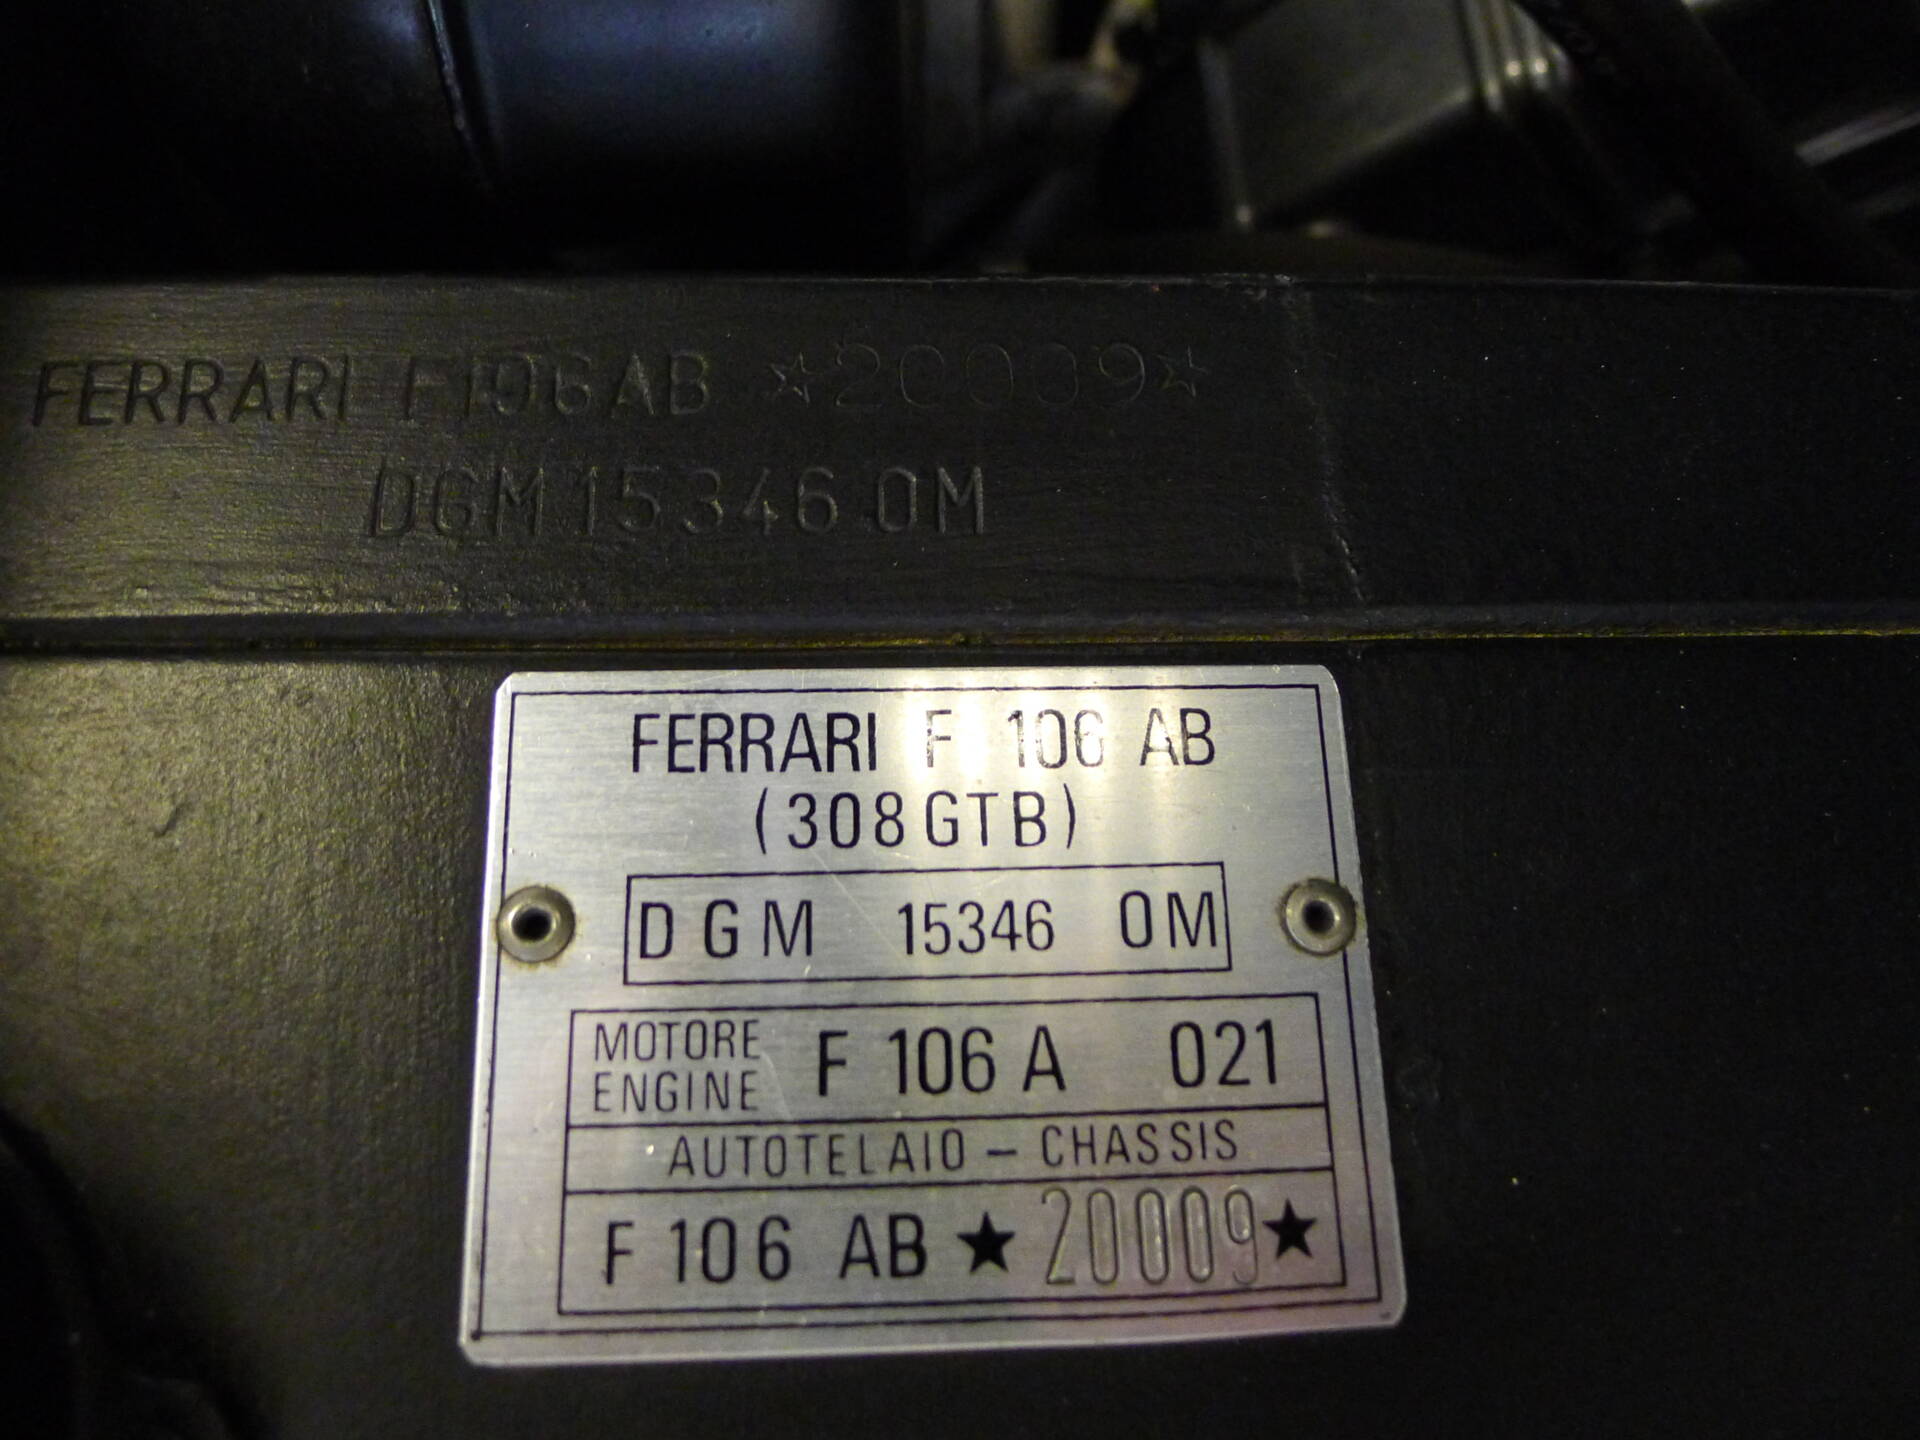 FERRARI F106AB ☆20009☆
DGM 15346 OM
FERRARI F 106 AB
(308 GTB)
DGM 15346 OM
MOTORE
ENGINE
F 106 A 021
AUTOTELAIO – CHASSIS
F 106 AB ★ 20009 ★